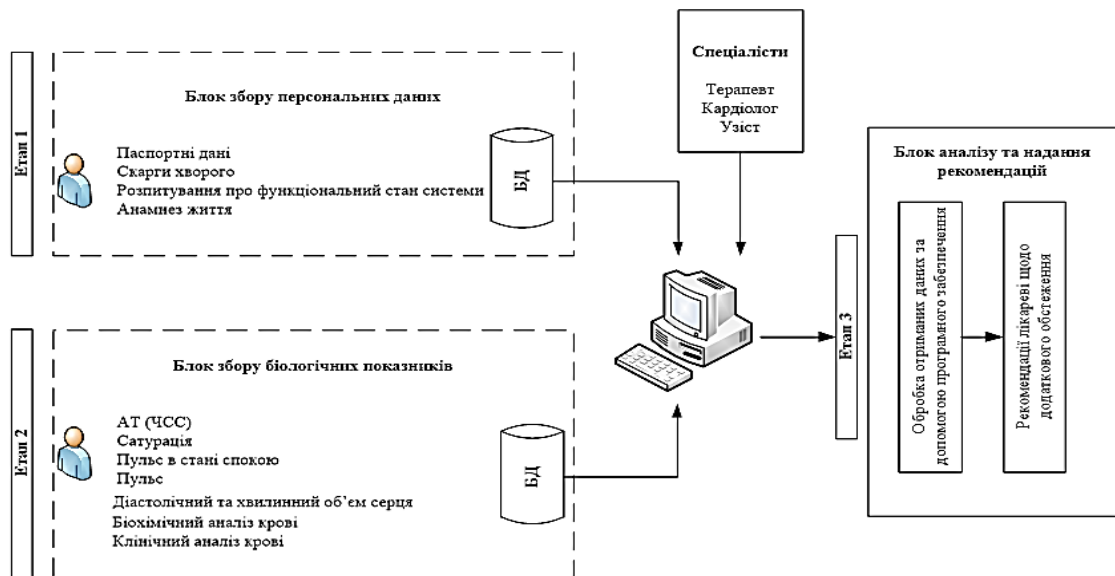 Етап 1
Блок збору персональних даних
Паспортні дані
Скарги хворого
Розпитування про функціональний стан системи
Анамнез життя
БД
Спеціалісти
Терапевт
Кардіолог
Узіст
Етап 2
Блок збору біологічних показників
АТ (ЧСС)
Сатурація
Пульс в стані спокою
Пульс
Діастолічний та хвилинний об’єм серця
Біохімічний аналіз крові
Клінічний аналіз крові
БД
Етап 3
Блок аналізу та надання
рекомендацій
Обробка отриманих даних за
допомогою програмного забезпечення
Рекомендації лікареві щодо
додаткового обстеження